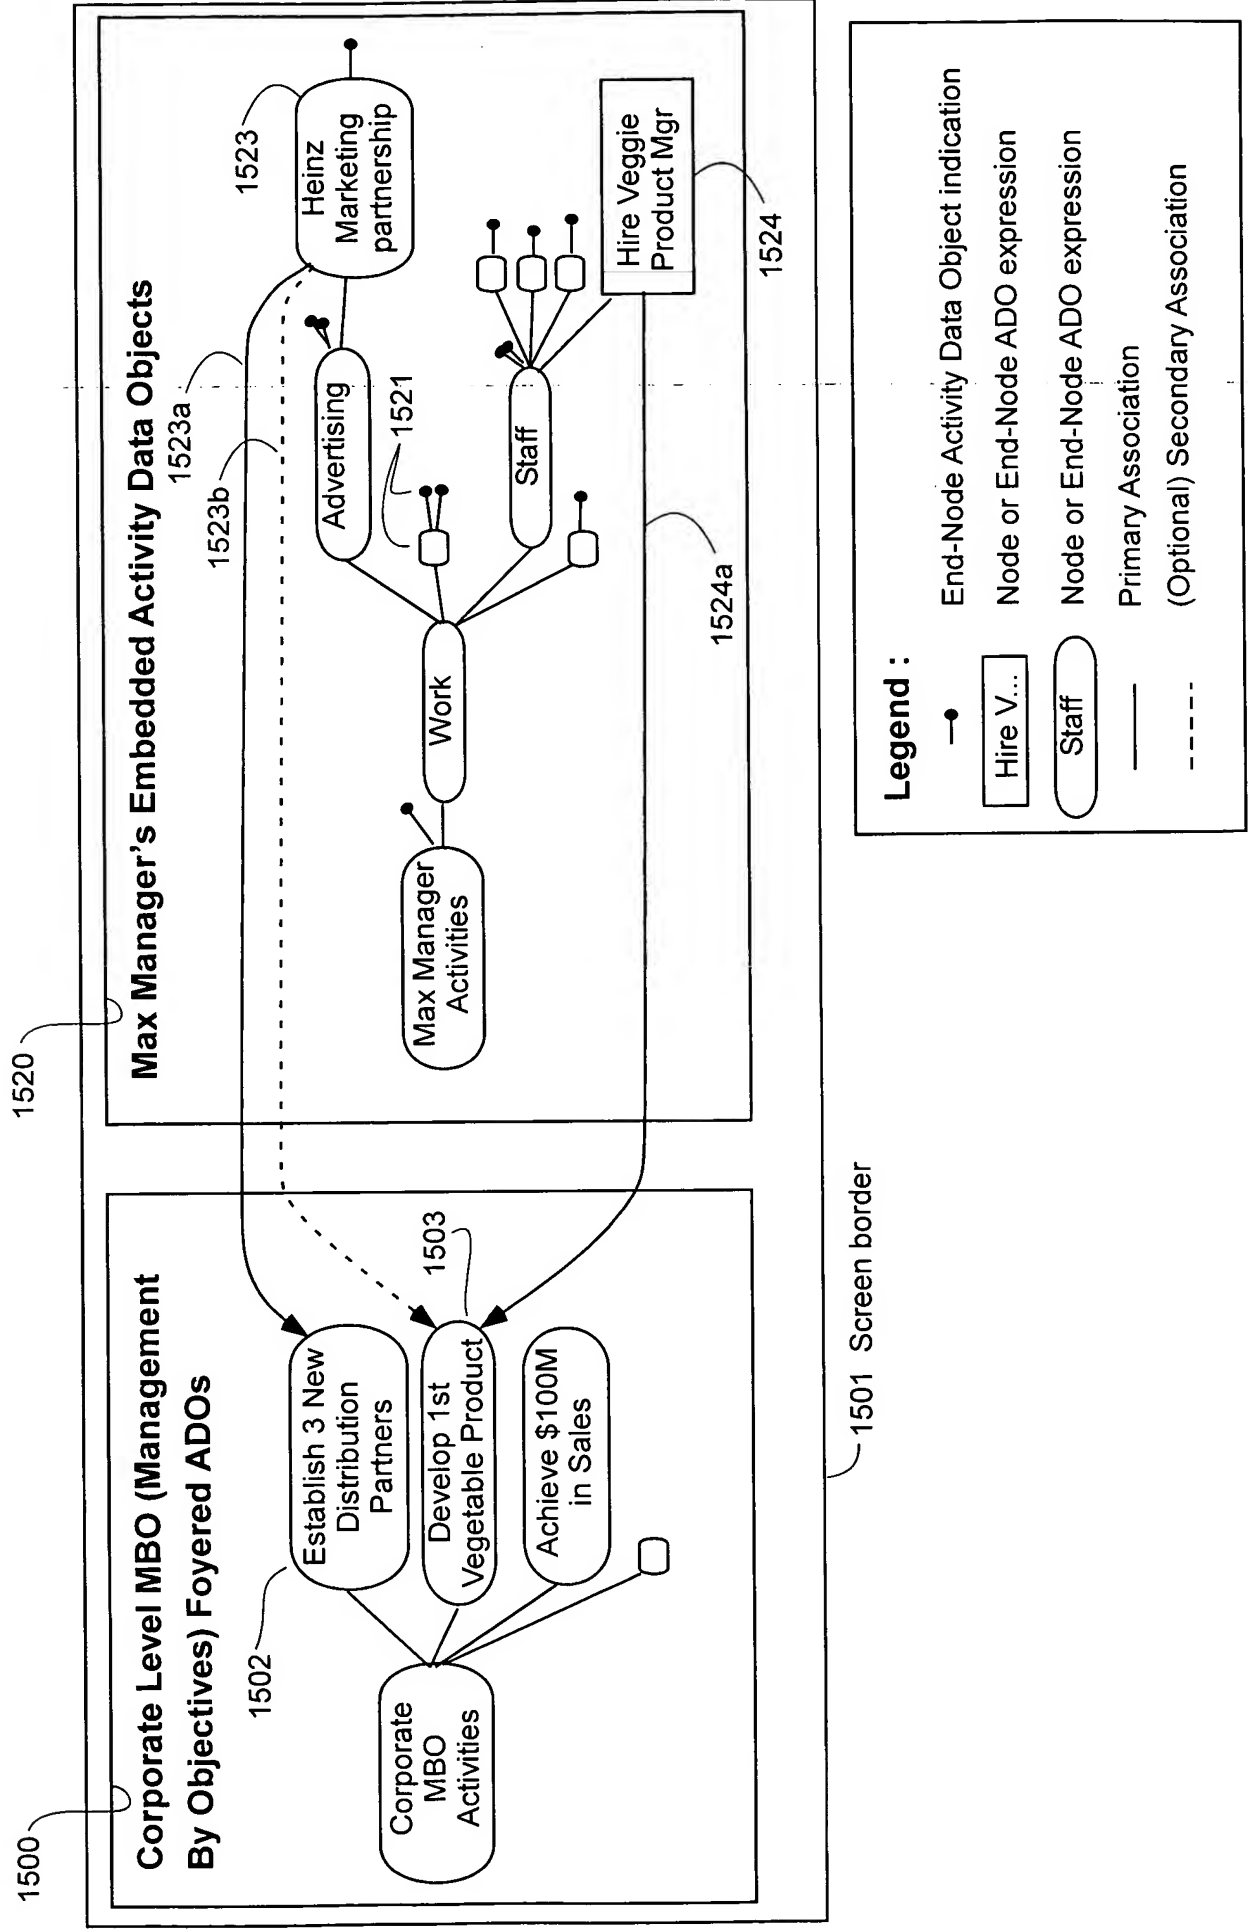 1500
Corporate Level MBO (Management
By Objectives) Foyered ADOs
1502
Corporate
MBO
Activities
Establish 3 New
Distribution
Partners
Develop 1st
Vegetable Product
1503
Achieve $100M
in Sales
1501 Screen border
1520
Max Manager's Embedded Activity Data Objects
1523a
1523b
1523
Max Manager
Activities
Work
Advertising
1521
Staff
Heinz
Marketing
partnership
Hire Veggie
Product Mgr
1524a
1524
Legend :
End-Node Activity Data Object indication
Hire V...
Node or End-Node ADO expression
Staff
Node or End-Node ADO expression
Primary Association
(Optional) Secondary Association